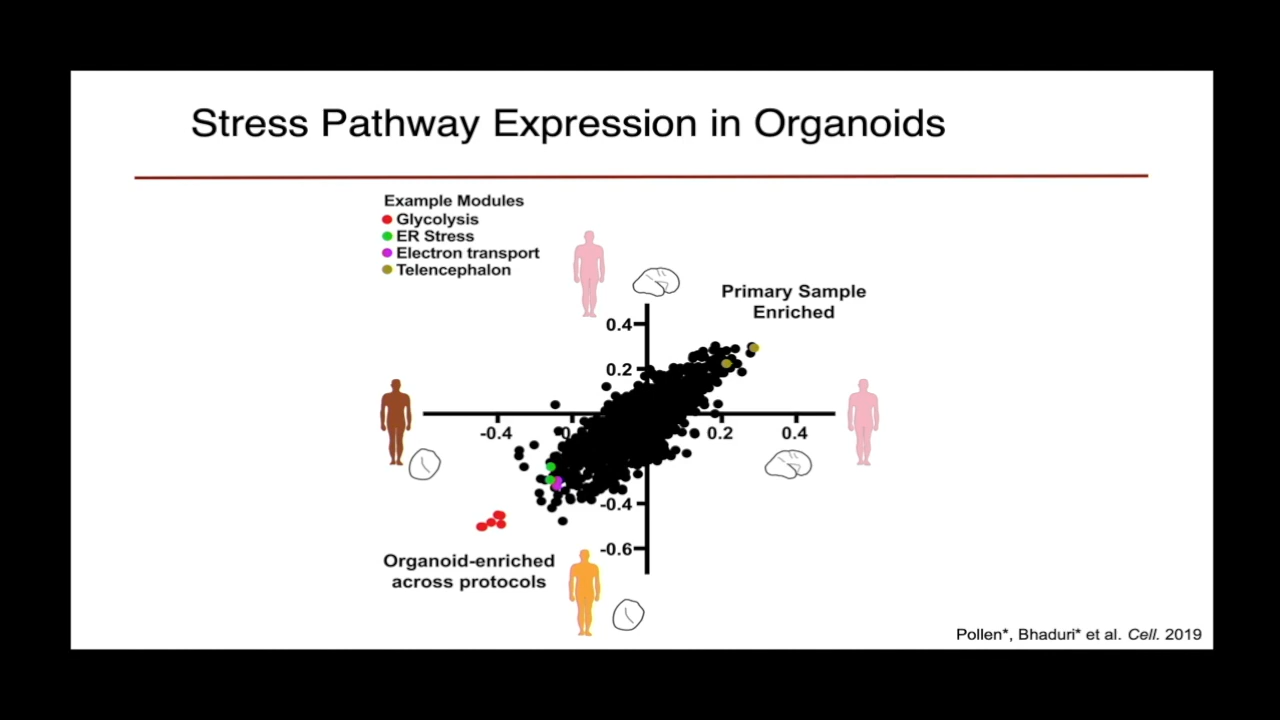 Stress Pathway Expression in Organoids
Example Modules
Glycolysis
ER Stress
Electron transport
Telencephalon
Primary Sample
Enriched
0.4
0.2
-0.4
0.2
0.4
-0.4
-0.6
Organoid-enriched
across protocols
Pollen*, Bhaduri* et al. Cell. 2019